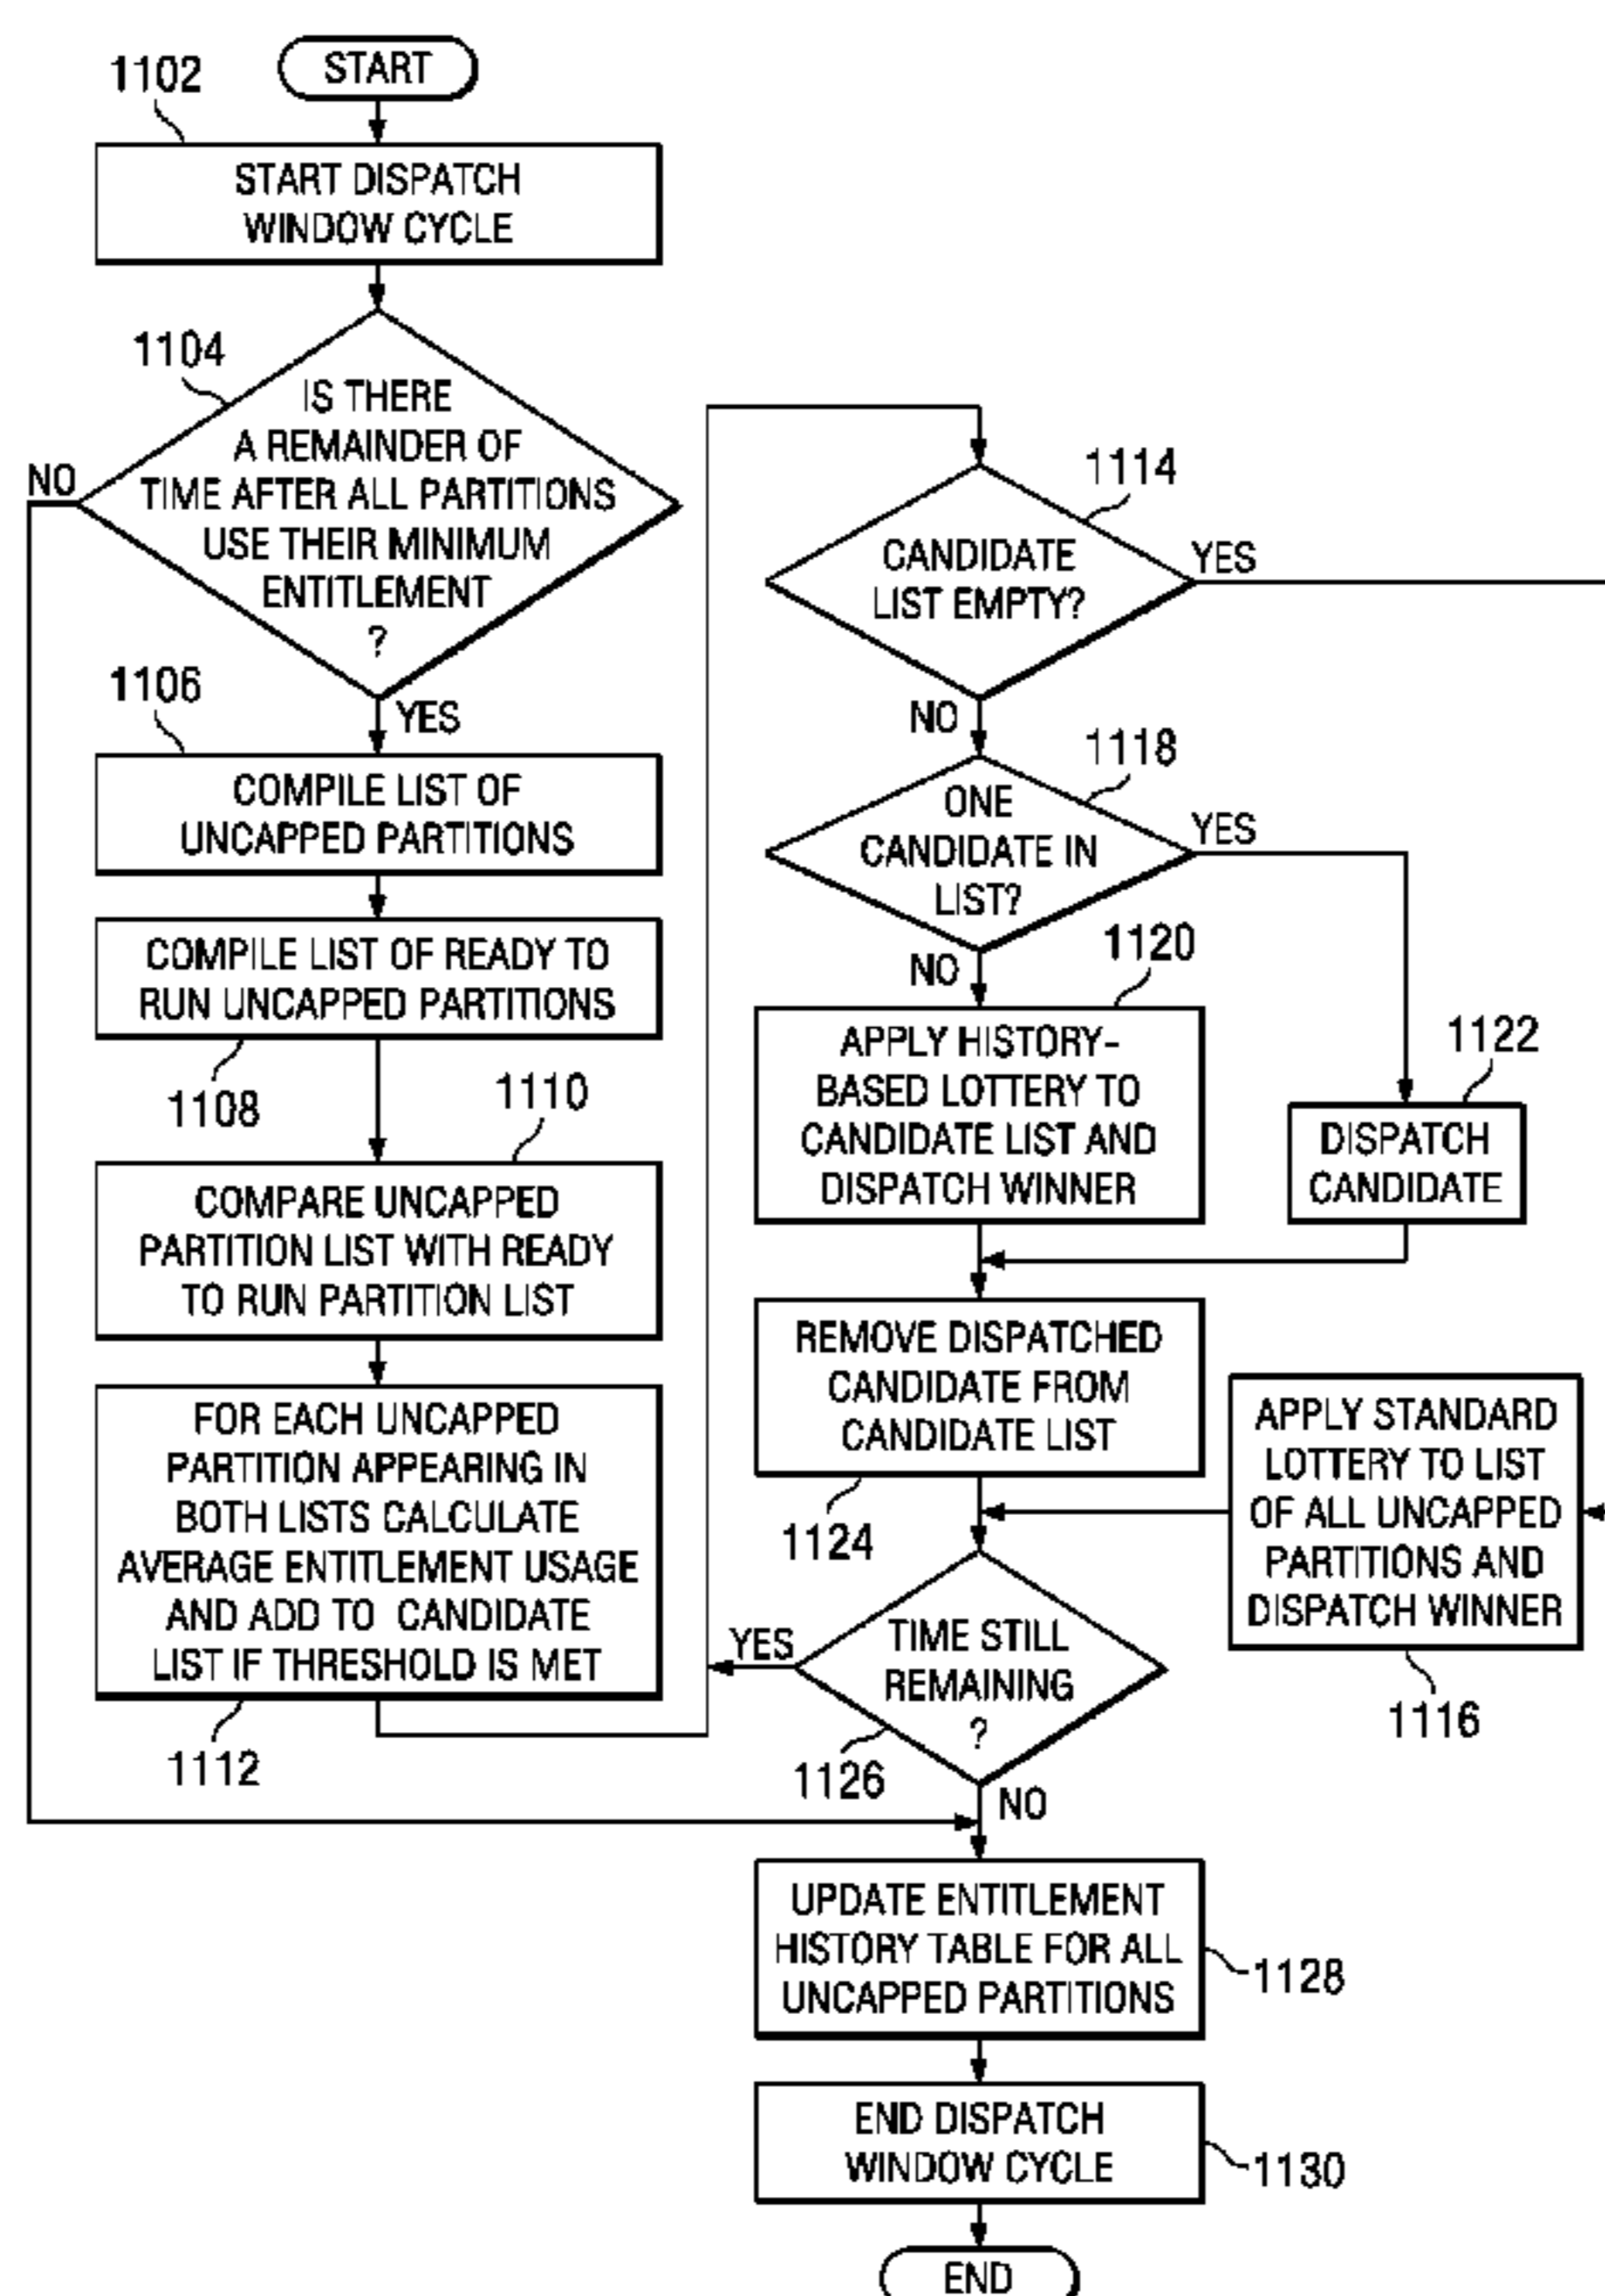 START
1102
START DISPATCH
WINDOW CYCLE
1104
IS THERE
A REMAINDER OF
TIME AFTER ALL PARTITIONS
USE THEIR MINIMUM
ENTITLEMENT
?
NO
YES
1106
COMPILE LIST OF
UNCAPPED PARTITIONS
COMPILE LIST OF READY TO
RUN UNCAPPED PARTITIONS
1108
1110
COMPARE UNCAPPED
PARTITION LIST WITH READY
TO RUN PARTITION LIST
FOR EACH UNCAPPED
PARTITION APPEARING IN
BOTH LISTS CALCULATE
AVERAGE ENTITLEMENT USAGE
AND ADD TO CANDIDATE
LIST IF THRESHOLD IS MET
1112
1114
CANDIDATE
LIST EMPTY?
YES
NO
1118
ONE
CANDIDATE IN
LIST?
YES
NO
1120
APPLY HISTORY-
BASED LOTTERY TO
CANDIDATE LIST AND
DISPATCH WINNER
1122
DISPATCH
CANDIDATE
REMOVE DISPATCHED
CANDIDATE FROM
CANDIDATE LIST
1124
APPLY STANDARD
LOTTERY TO LIST
OF ALL UNCAPPED
PARTITIONS AND
DISPATCH WINNER
1116
TIME STILL
REMAINING
?
YES
1126
NO
UPDATE ENTITLEMENT
HISTORY TABLE FOR ALL
UNCAPPED PARTITIONS
1128
END DISPATCH
WINDOW CYCLE
1130
END